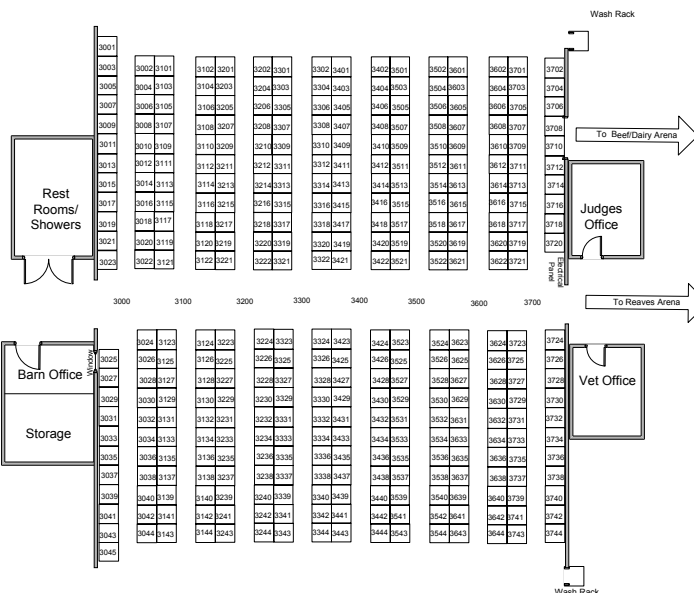 Wash Rack
3001
3003 3002 3101 3102 3201 3202 3301 3302 3401 3402 3501 3502 3601 3602 3701 3702
3005 3004 3103 3104 3203 3204 3303 3304 3403 3404 3503 3504 3603 3604 3703 3704
3007 3006 3105 3106 3205 3206 3305 3306 3405 3406 3505 3506 3605 3606 3705 3706
3009 3008 3107 3108 3207 3208 3307 3308 3407 3408 3507 3508 3607 3608 3707 3708
To Beef/Dairy Arena
3011 3010 3109 3110 3209 3210 3309 3310 3409 3410 3509 3510 3609 3610 3709 3710
3013 3012 3111 3112 3211 3212 3311 3312 3411 3412 3511 3512 3611 3612 3711 3712
3015 3014 3113 3114 3213 3214 3313 3314 3413 3414 3513 3514 3613 3614 3713 3714
3017 3016 3115 3116 3215 3216 3315 3316 3415 3416 3515 3516 3615 3616 3715 3716
3019 3018 3117 3118 3217 3218 3317 3318 3417 3418 3517 3518 3617 3618 3717 3718
3021 3020 3119 3120 3219 3220 3319 3320 3419 3420 3519 3520 3619 3620 3719 3720
3023 3022 3121 3122 3221 3222 3321 3322 3421 3422 3521 3522 3621 3622 3721
Rest
Rooms/
Showers
Judges
Office
Electrical
Panel
3000 3100 3200 3300 3400 3500 3600 3700
To Reaves Arena
3024 3123 3124 3223 3224 3323 3324 3423 3424 3523 3524 3623 3624 3723 3724
3025 3026 3125 3126 3225 3226 3325 3326 3425 3426 3525 3526 3625 3626 3725 3726
3027 3028 3127 3128 3227 3228 3327 3328 3427 3428 3527 3528 3627 3628 3727 3728
3029 3030 3129 3130 3229 3230 3329 3330 3429 3430 3529 3530 3629 3630 3729 3730
3031 3032 3131 3132 3231 3232 3331 3332 3431 3432 3531 3532 3631 3632 3731 3732
3033 3034 3133 3134 3233 3234 3333 3334 3433 3434 3533 3534 3633 3634 3733 3734
3035 3036 3135 3136 3235 3236 3335 3336 3435 3436 3535 3536 3635 3636 3735 3736
3037 3038 3137 3138 3237 3238 3337 3338 3437 3438 3537 3538 3637 3638 3737 3738
3039 3040 3139 3140 3239 3240 3339 3340 3439 3440 3539 3540 3639 3640 3739 3740
3041 3042 3141 3142 3241 3242 3341 3342 3441 3442 3541 3542 3641 3642 3741 3742
3043 3044 3143 3144 3243 3244 3343 3344 3443 3444 3543 3544 3643 3644 3743 3744
3045
Window
Barn Office
Storage
Vet Office
Wash Rack